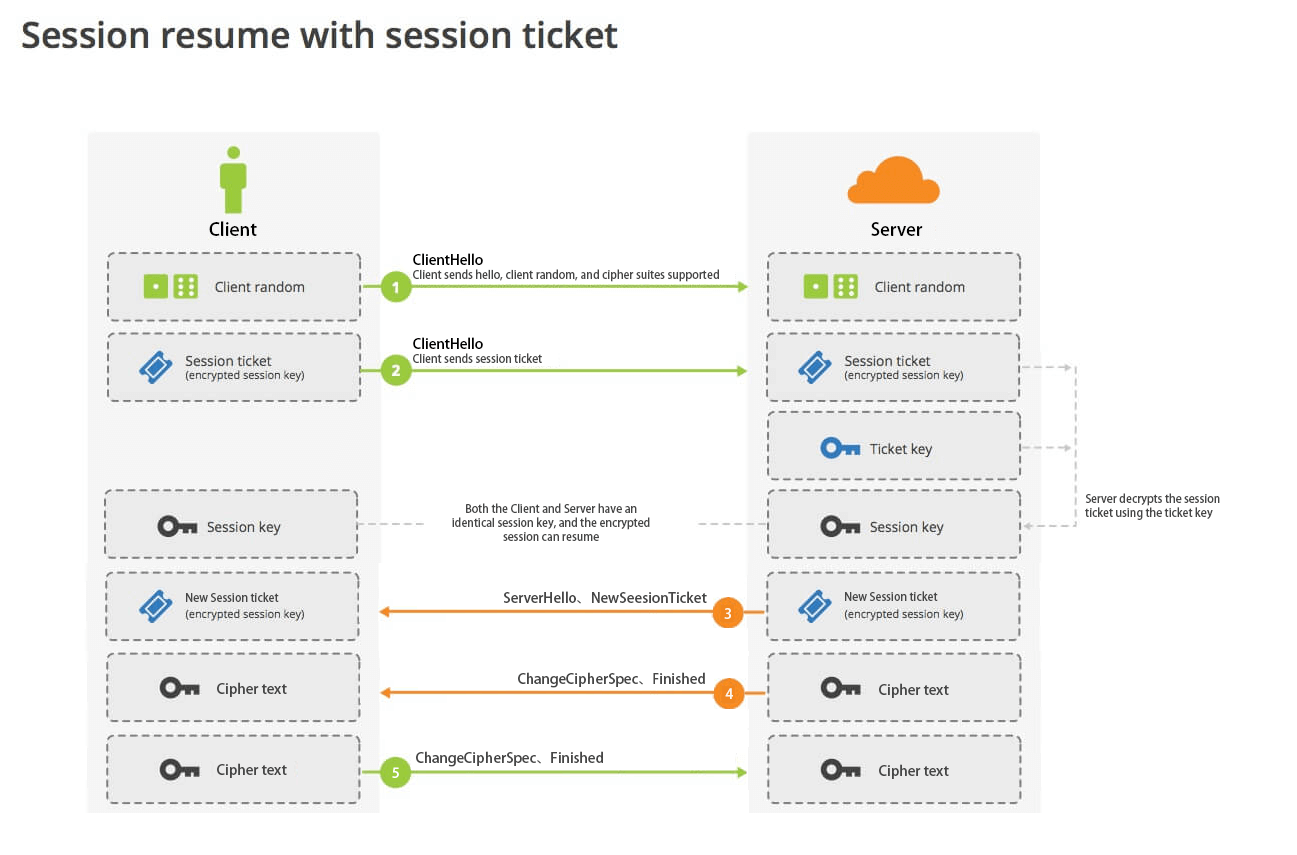 Session resume with session ticket
Client
Server
ClientHello
Client sends hello, client random, and cipher suites supported
Client random
1
Client random
ClientHello
Client sends session ticket
Session ticket
(encrypted session key)
2
Session ticket
(encrypted session key)
Ticket key
Server decrypts the session
ticket using the ticket key
Session key
Both the Client and Server have an
identical session key, and the encrypted
session can resume
Session key
New Session ticket
(encrypted session key)
ServerHello、NewSeesionTicket
3
New Session ticket
(encrypted session key)
Cipher text
ChangeCipherSpec、Finished
4
Cipher text
Cipher text
5
ChangeCipherSpec、Finished
Cipher text